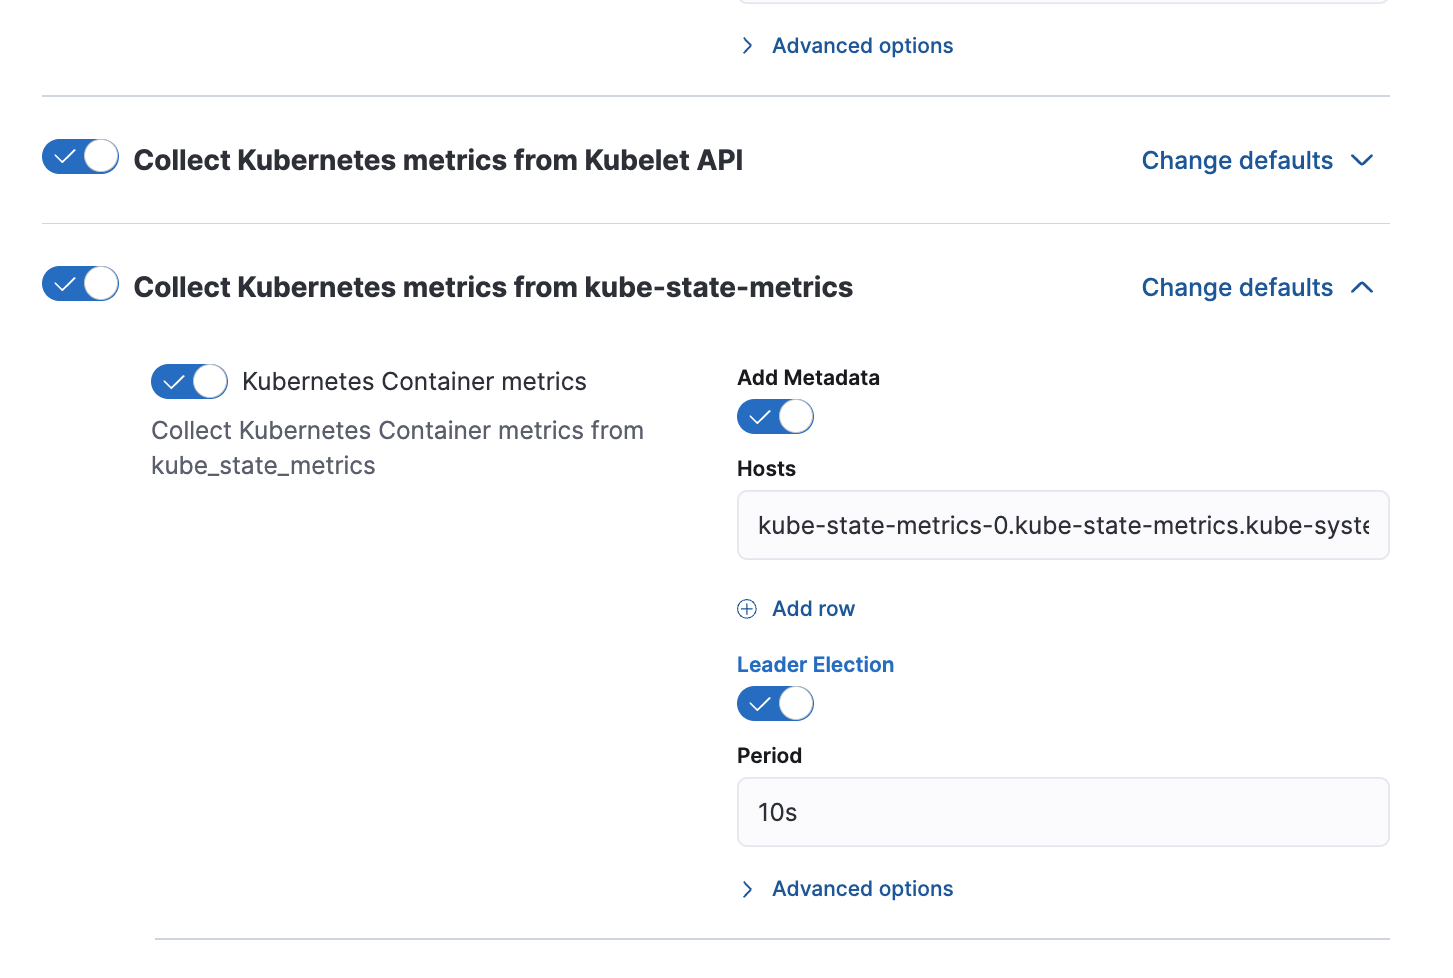 Advanced options
Collect Kubernetes metrics from Kubelet API
Change defaults
Collect Kubernetes metrics from kube-state-metrics
Change defaults
Kubernetes Container metrics
Collect Kubernetes Container metrics from
kube_state_metrics
Add Metadata
Hosts
kube-state-metrics-0.kube-state-metrics.kube-syste
Add row
Leader Election
Period
10s
Advanced options